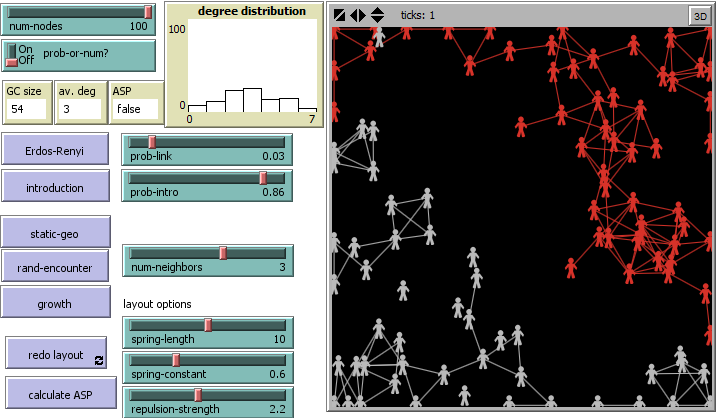 num-nodes 100
On
Off
prob-or-num?
GC size
54
av. deg
3
ASP
false
degree distribution
100
0
0 7
Erdos-Renyi
introduction
prob-link 0.03
prob-intro 0.86
static-geo
rand-encounter
growth
num-neighbors 3
layout options
redo layout
calculate ASP
spring-length 10
spring-constant 0.6
repulsion-strength 2.2
ticks: 1
3D